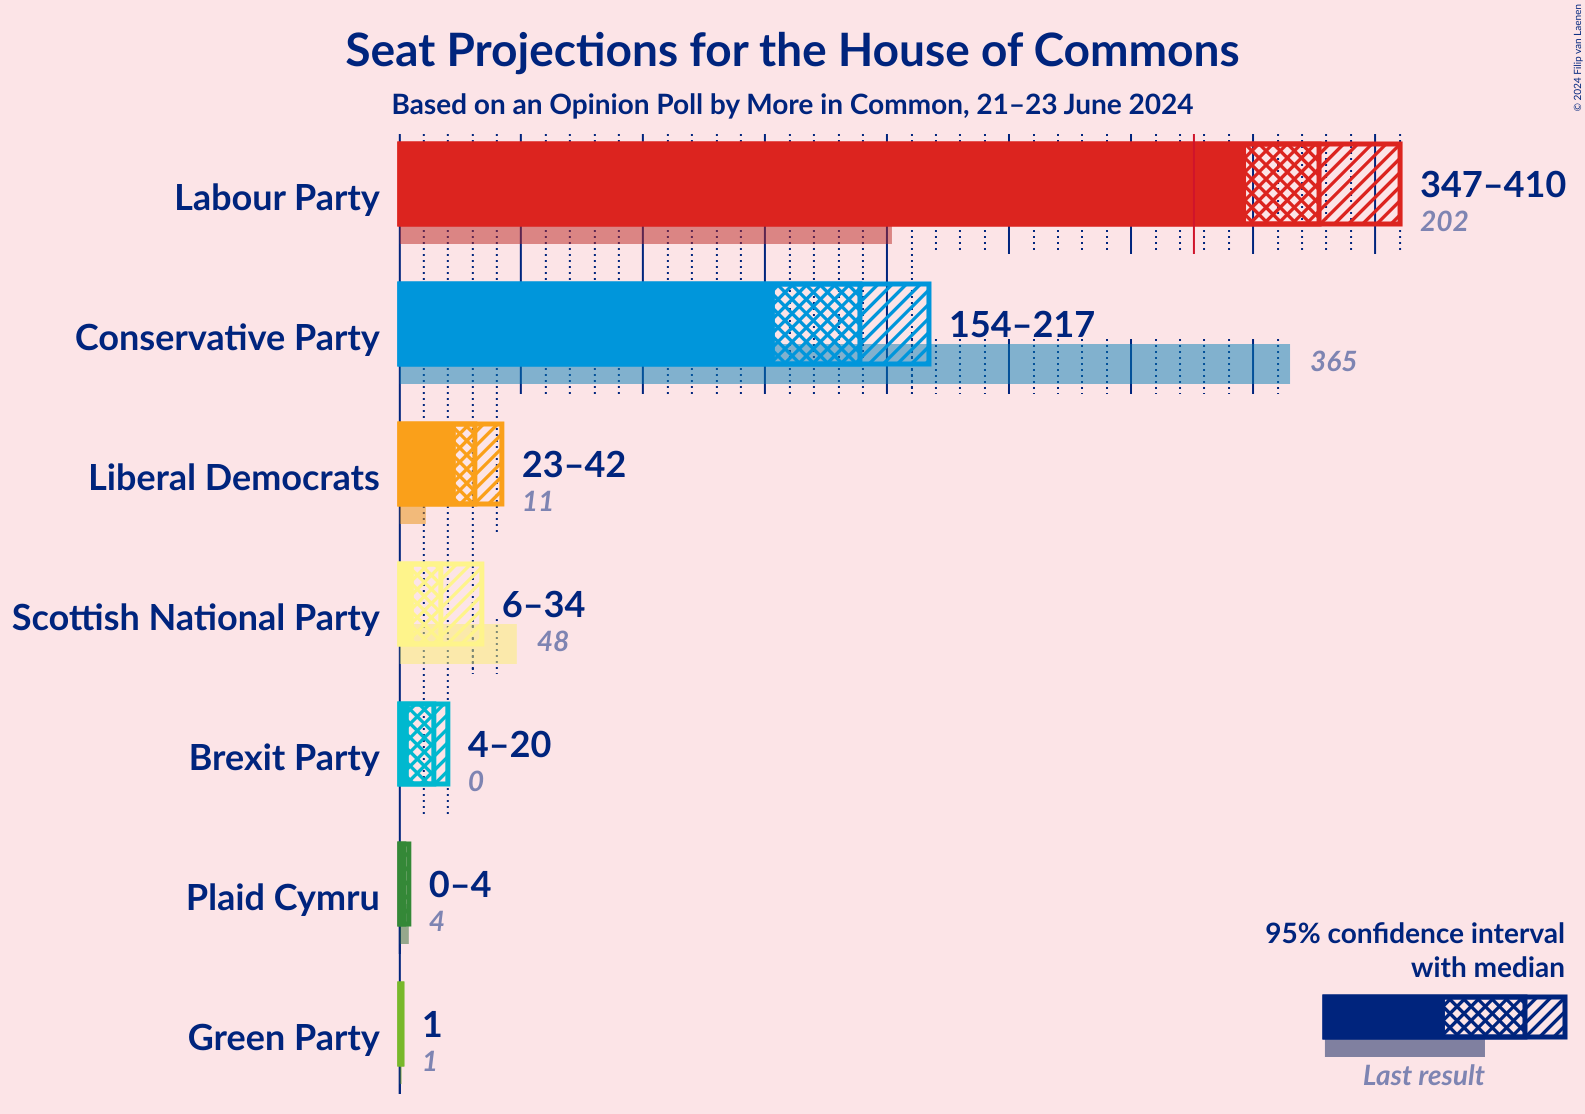 Seat Projections for the House of Commons
Based on an Opinion Poll by More in Common, 21–23 June 2024
© 2024 Filip van Laenen
Labour Party
347–410
202
Conservative Party
154–217
365
Liberal Democrats
23–42
11
Scottish National Party
6–34
48
Brexit Party
4–20
0
Plaid Cymru
0–4
4
Green Party
1
1
95% confidence interval
with median
Last result